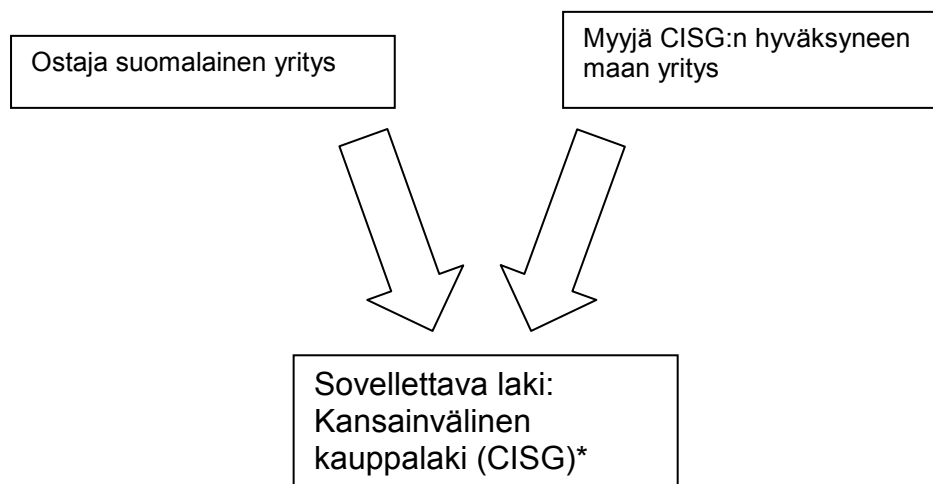 Ostaja suomalainen yritys
Myyjä CISG:n hyväksyneen
maan yritys
Sovellettava laki:
Kansainvälinen
kauppalaki (CISG)*